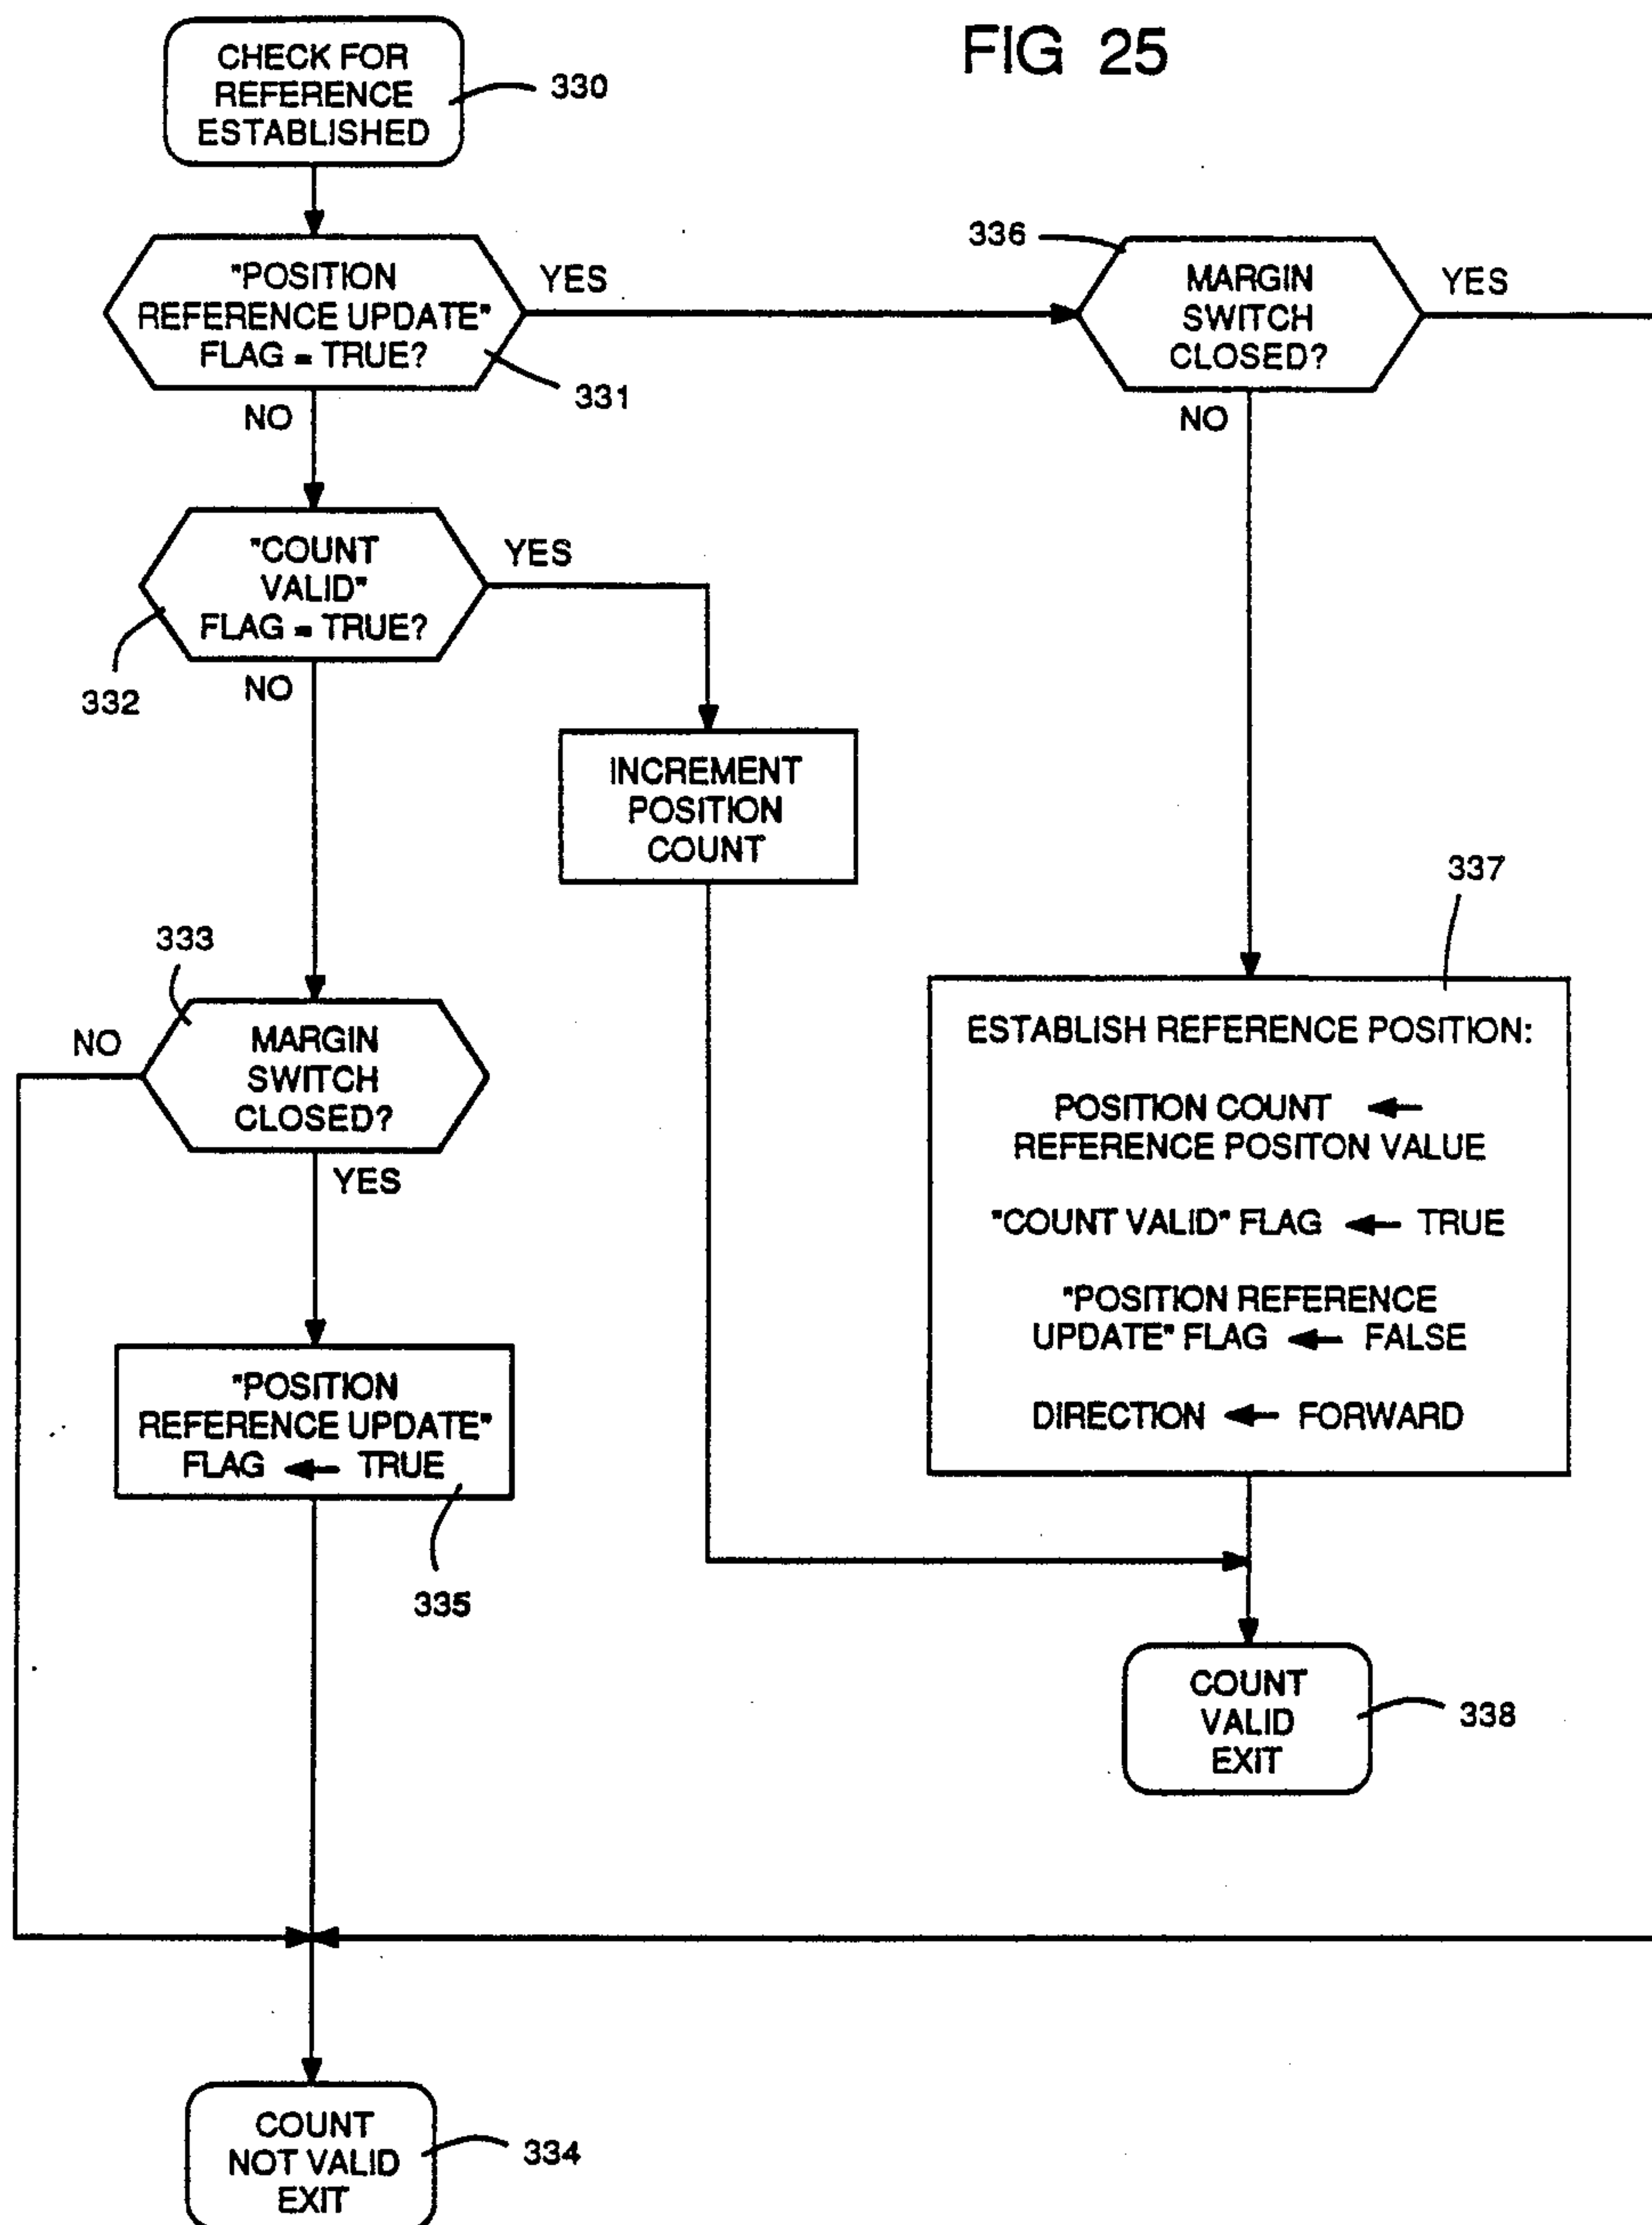 FIG 25
CHECK FOR
REFERENCE
ESTABLISHED
330
"POSITION
REFERENCE UPDATE"
FLAG = TRUE?
331
YES
NO
336
MARGIN
SWITCH
CLOSED?
YES
NO
"COUNT
VALID"
FLAG = TRUE?
332
YES
NO
INCREMENT
POSITION
COUNT
333
MARGIN
SWITCH
CLOSED?
NO
YES
337
ESTABLISH REFERENCE POSITION:
POSITION COUNT ←
REFERENCE POSITON VALUE
"COUNT VALID" FLAG ← TRUE
"POSITION REFERENCE
UPDATE" FLAG ← FALSE
DIRECTION ← FORWARD
"POSITION
REFERENCE UPDATE"
FLAG ← TRUE
335
COUNT
VALID
EXIT
338
COUNT
NOT VALID
EXIT
334